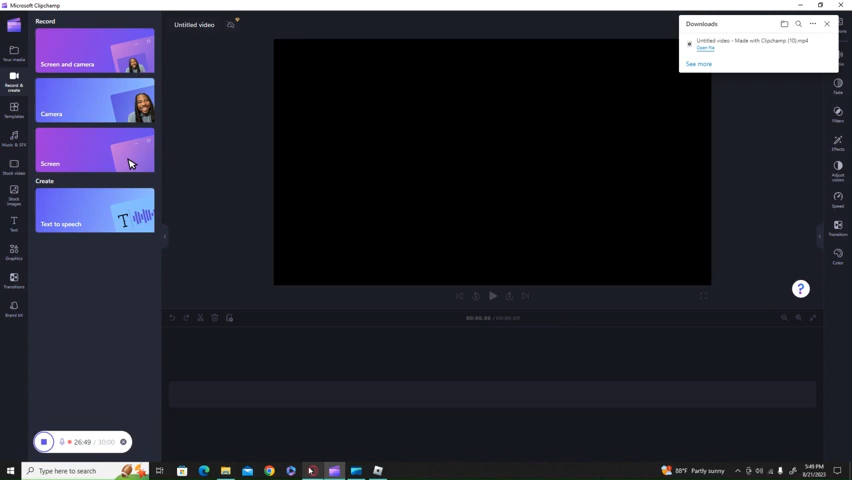 Microsoft Clipchamp
Record
Screen and camera
Camera
Screen
Create
Text to speech
Your media
Record & create
Templates
Music & SFX
Stock video
Stock images
Text
Graphics
Transitions
Brand kit
Untitled video
Downloads
Untitled video - Made with Clipchamp (10).mp4
Open file
See more
Fade
Filters
Effects
Adjust colors
Speed
Transition
Color
?
00:00.00 / 00:00.00
26:49 / 30:00
Type here to search
88°F Partly sunny
5:49 PM
8/21/2023